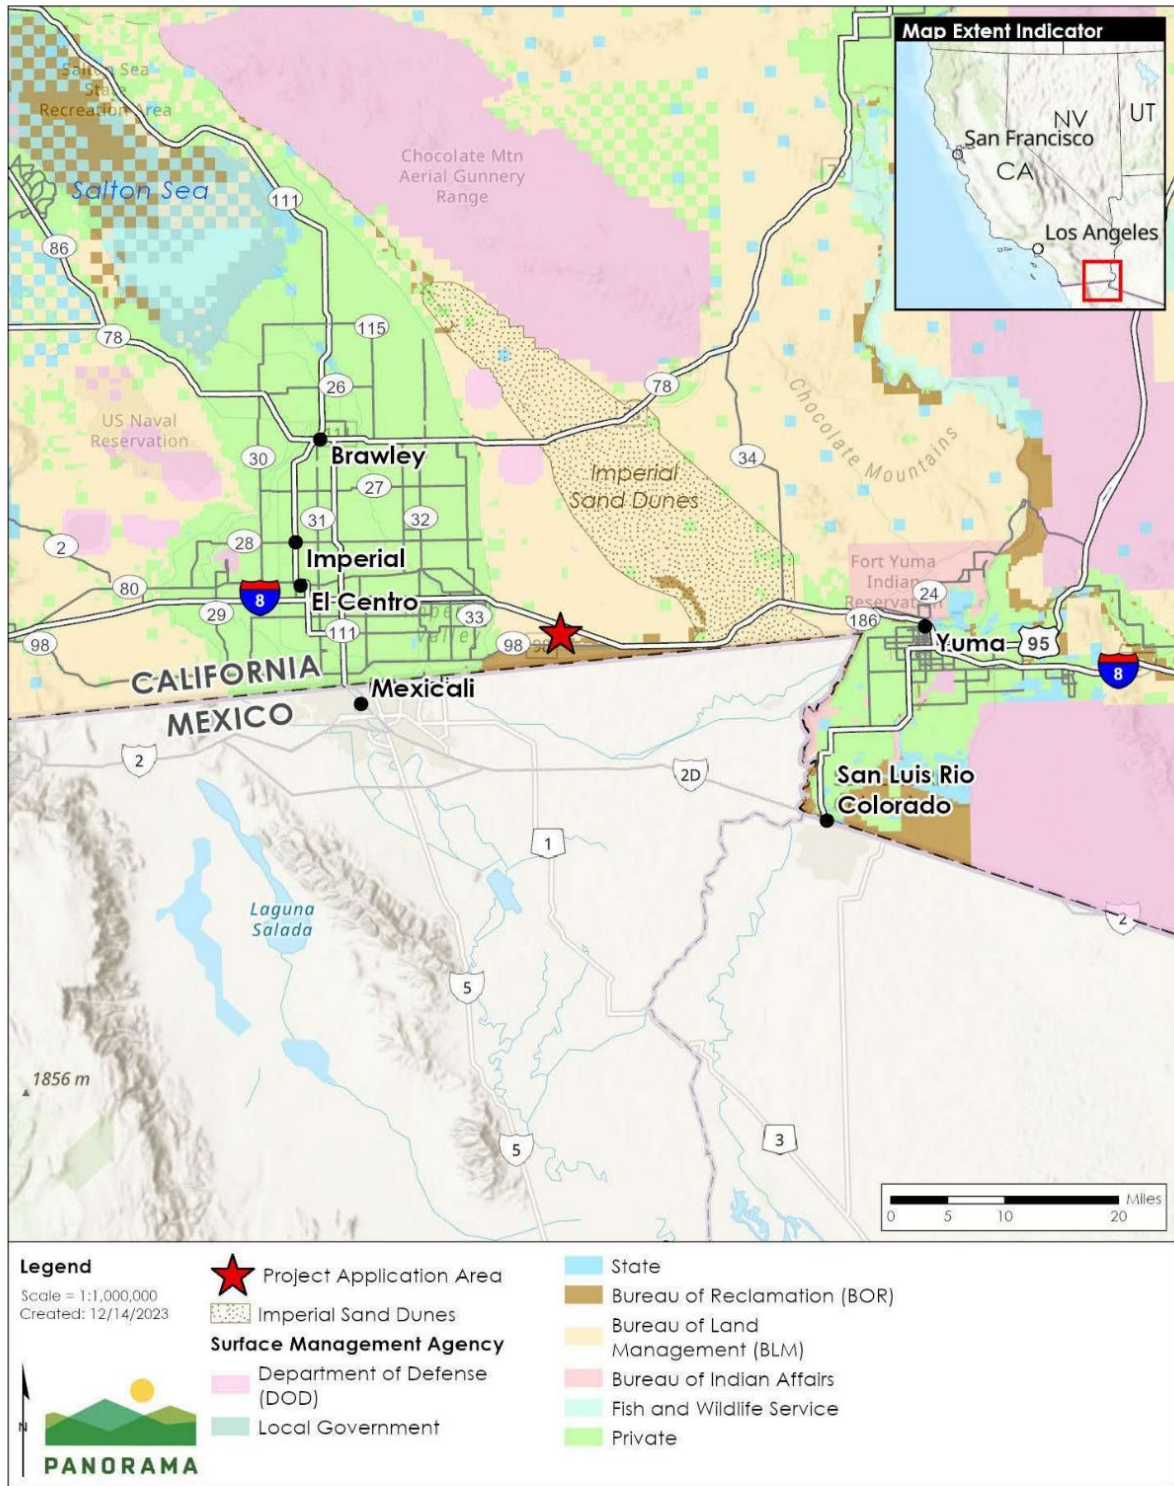 Map Extent Indicator
NV
UT
San Francisco
CA
Los Angeles
Salton Sea
State
Recreation Area
Chocolate Mtn
Aerial Gunnery
Range
Salton Sea
111
86
78
115
26
78
US Naval
Reservation
Brawley
30
27
Imperial
Sand Dunes
34
Chocolate Mountains
31
32
2
28
Imperial
80
8
El Centro
29
33
Valley
111
98
98
Fort Yuma
Indian
Reservation
24
186
Yuma
95
8
CALIFORNIA
MEXICO
Mexicali
2
2D
San Luis Rio
Colorado
1
Laguna
Salada
2
5
1856 m
5
3
Miles
0 5 10 20
Legend
Scale = 1:1,000,000
Created: 12/14/2023
N
PANORAMA
Project Application Area
Imperial Sand Dunes
Surface Management Agency
Department of Defense
(DOD)
Local Government
State
Bureau of Reclamation (BOR)
Bureau of Land
Management (BLM)
Bureau of Indian Affairs
Fish and Wildlife Service
Private